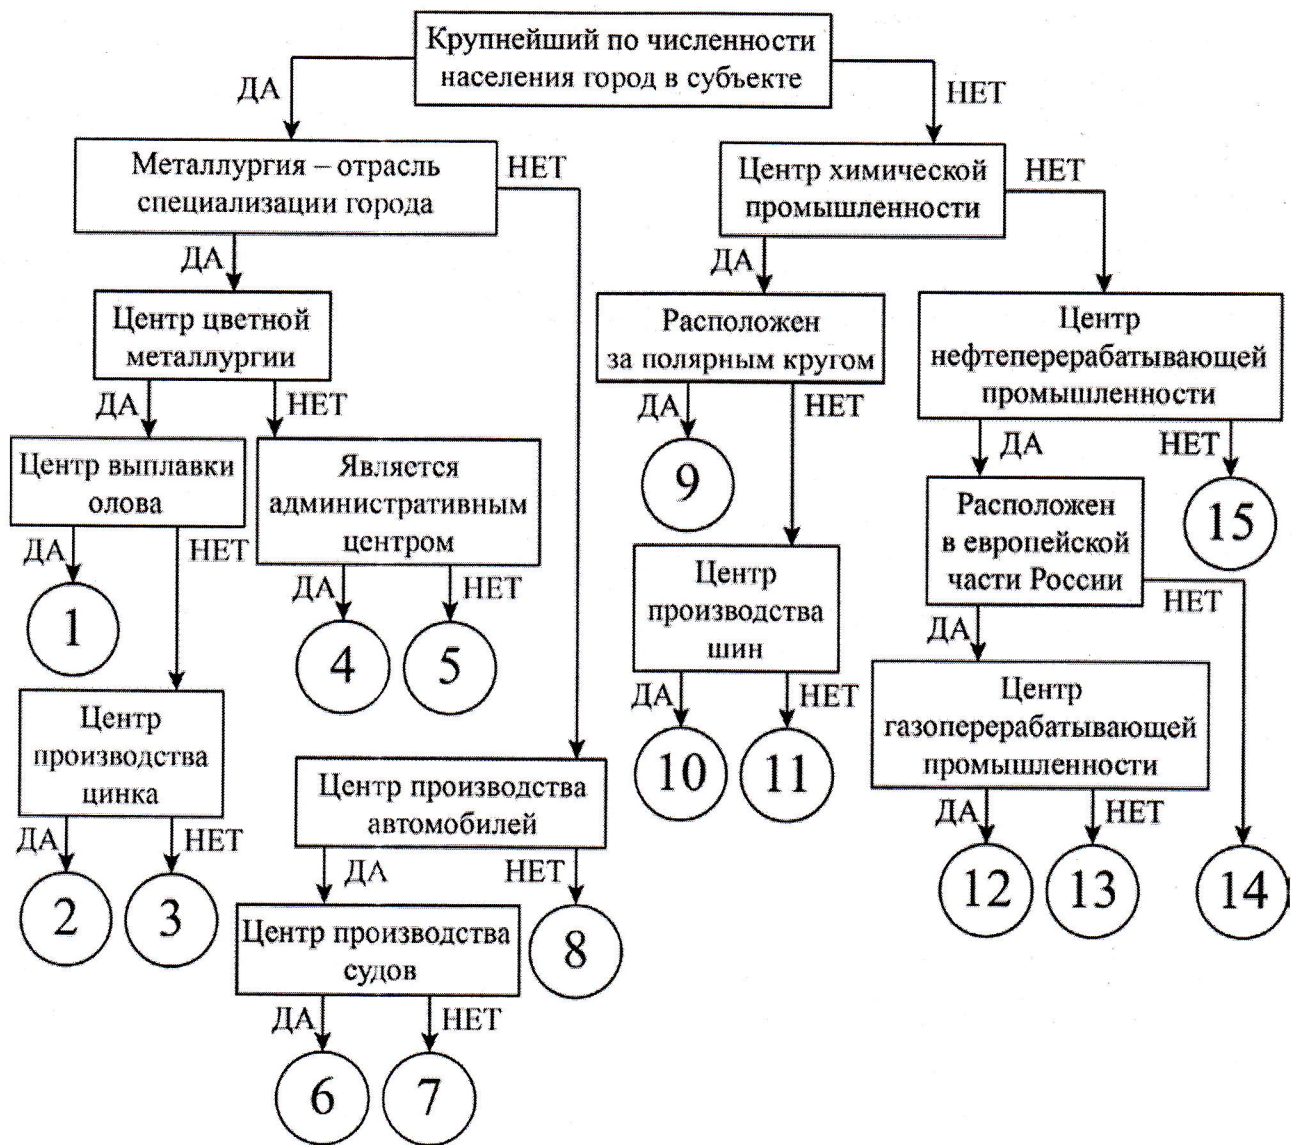 Крупнейший по численности
населения город в субъекте
ДА
НЕТ
Металлургия – отрасль
специализации города
НЕТ
Центр химической
промышленности
НЕТ
ДА
ДА
Центр цветной
металлургии
Расположен
за полярным кругом
Центр
нефтеперерабатывающей
промышленности
ДА
НЕТ
ДА
НЕТ
ДА
НЕТ
Центр выплавки
олова
Является
административным
центром
9
Расположен
в европейской
части России
15
ДА
НЕТ
ДА
НЕТ
Центр
производства
шин
ДА
НЕТ
1
4
5
ДА
НЕТ
Центр
газоперерабатывающей
промышленности
Центр
производства
цинка
10
11
Центр производства
автомобилей
ДА
НЕТ
ДА
НЕТ
ДА
НЕТ
12
13
14
2
3
Центр производства
судов
8
ДА
НЕТ
6
7